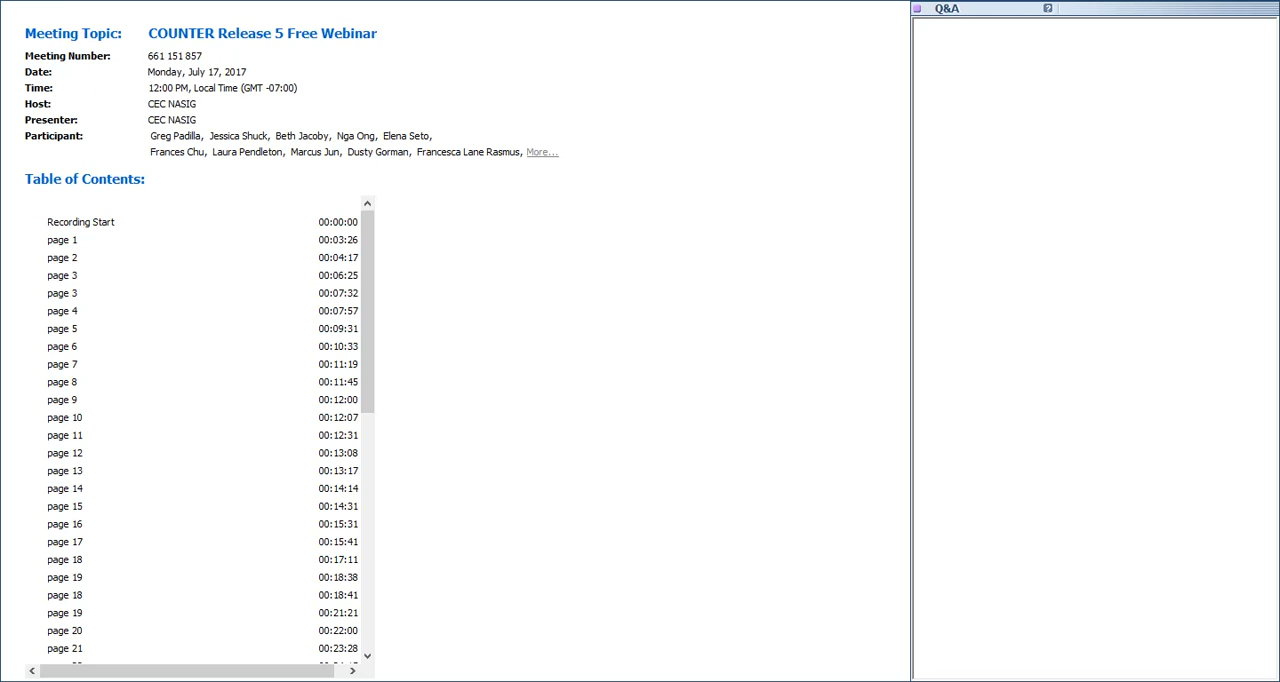 Meeting Topic: COUNTER Release 5 Free Webinar
Meeting Number: 661 151 857
Date: Monday, July 17, 2017
Time: 12:00 PM, Local Time (GMT -07:00)
Host: CEC NASIG
Presenter: CEC NASIG
Participant: Greg Padilla, Jessica Shuck, Beth Jacoby, Nga Ong, Elena Seto,
Frances Chu, Laura Pendleton, Marcus Jun, Dusty Gorman, Francesca Lane Rasmus, More...
Table of Contents:
Recording Start 00:00:00
page 1 00:03:26
page 2 00:04:17
page 3 00:06:25
page 3 00:07:32
page 4 00:07:57
page 5 00:09:31
page 6 00:10:33
page 7 00:11:19
page 8 00:11:45
page 9 00:12:00
page 10 00:12:07
page 11 00:12:31
page 12 00:13:08
page 13 00:13:17
page 14 00:14:14
page 15 00:14:31
page 16 00:15:31
page 17 00:15:41
page 18 00:17:11
page 19 00:18:38
page 18 00:18:41
page 19 00:21:21
page 20 00:22:00
page 21 00:23:28
Q&A